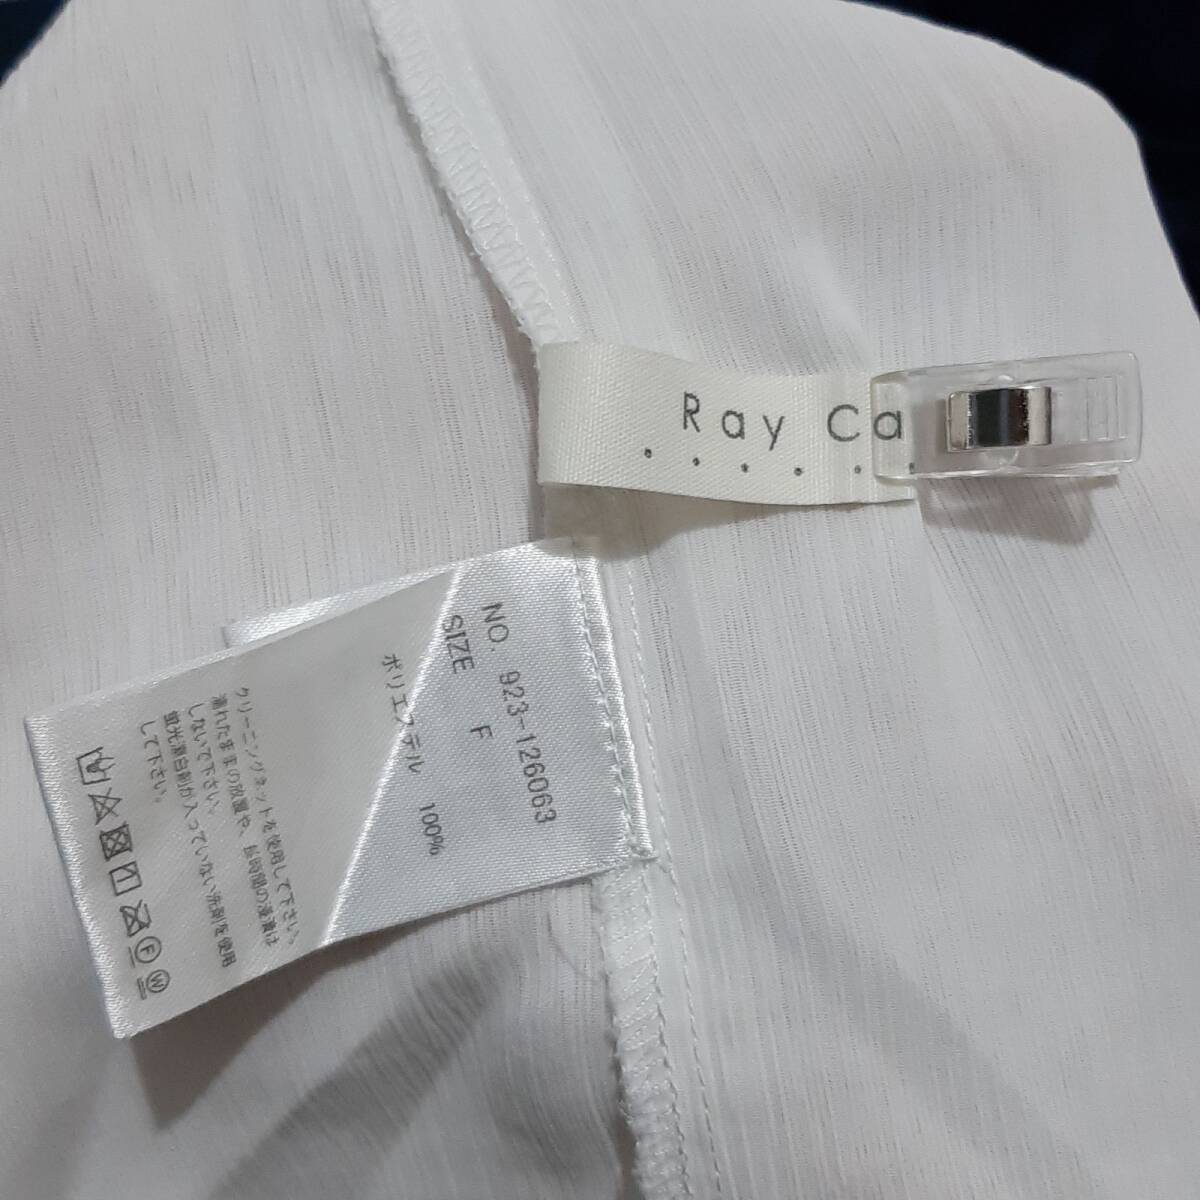 Ray Ca
NO. 923-126063
SIZE F
ポリエステル 100%
クリーニングネットを使用して下さい。
濡れたままの放置や、長時間の浸漬は
しないで下さい。
蛍光漂白剤が入っていない洗剤を使用
して下さい。
F
W